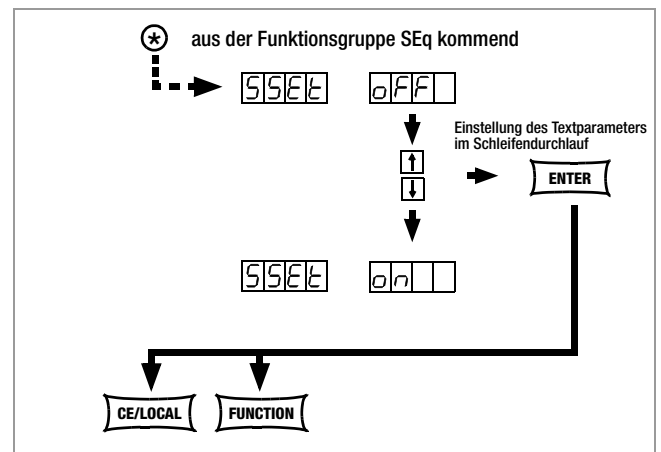 * aus der Funktionsgruppe SEq kommend
SSEt oFF
Einstellung des Textparameters
im Schleifendurchlauf
↑
↓
ENTER
SSEt on
CE/LOCAL FUNCTION